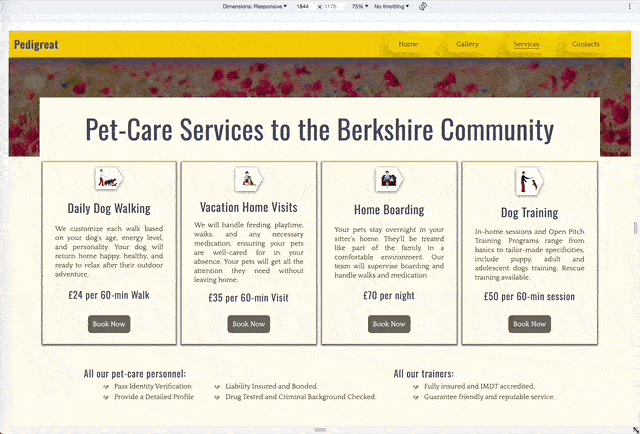 Dimensions: Responsive 1844 x 1170 75% No throttling
Pedigreat
Home Gallery Services Contacts
Pet-Care Services to the Berkshire Community
Daily Dog Walking
We customize each walk based
on your dog's age, energy level,
and personality. Your dog will
return home happy, healthy, and
ready to relax after their outdoor
adventure.
£24 per 60-min Walk
Book Now
Vacation Home Visits
We will handle feeding, playtime,
walks, and any necessary
medication, ensuring your pets
are well-cared for in your
absence. Your pets will get all the
attention they need without
leaving home.
£35 per 60-min Visit
Book Now
Home Boarding
Your pets stay overnight in your
sitter's home. They'll be treated
like part of the family in a
comfortable environment. Our
team will supervise boarding and
handle walks and medication
£70 per night
Book Now
Dog Training
In-home sessions and Open Pitch
Training Programs range from
basics to tailor-made specificities,
include puppy, adult and
adolescent dogs training. Rescue
training available.
£50 per 60-min session
Book Now
All our pet-care personnel:
Pass Identity Verification
Provide a Detailed Profile
Liability Insured and Bonded,
Drug Tested and Criminal Background Checked.
All our trainers:
Fully insured and IMDT accredited,
Guarantee friendly and reputable service.